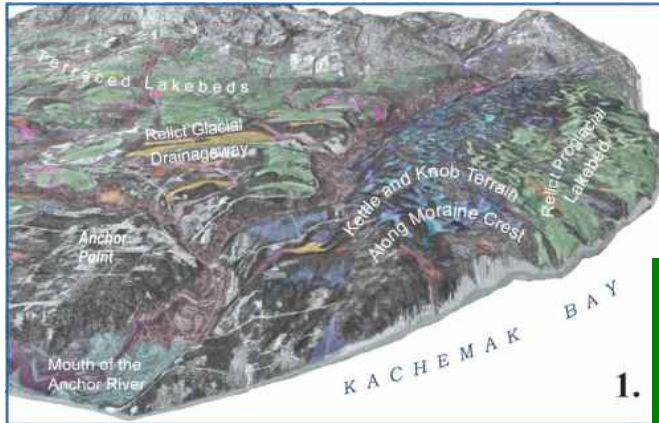 Terraced Lakebeds
Relict Glacial
Drainageway
Kettle and Knob Terrain
Along Moraine Crest
Relict Proglacial
Lakebed
Anchor
Point
Mouth of the
Anchor River
KACHEMAK BAY
1.